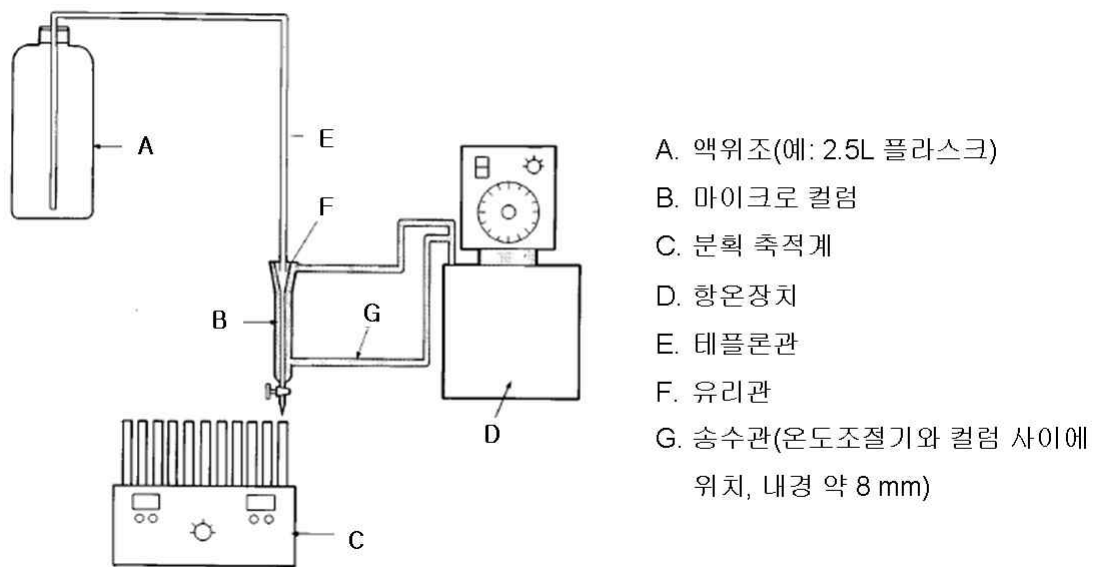 A
E
F
B
G
D
C
A. 액위조(예: 2.5L 플라스크)
B. 마이크로 컬럼
C. 분획 축적계
D. 항온장치
E. 테플론관
F. 유리관
G. 송수관(온도조절기와 컬럼 사이에
위치, 내경 약 8 mm)